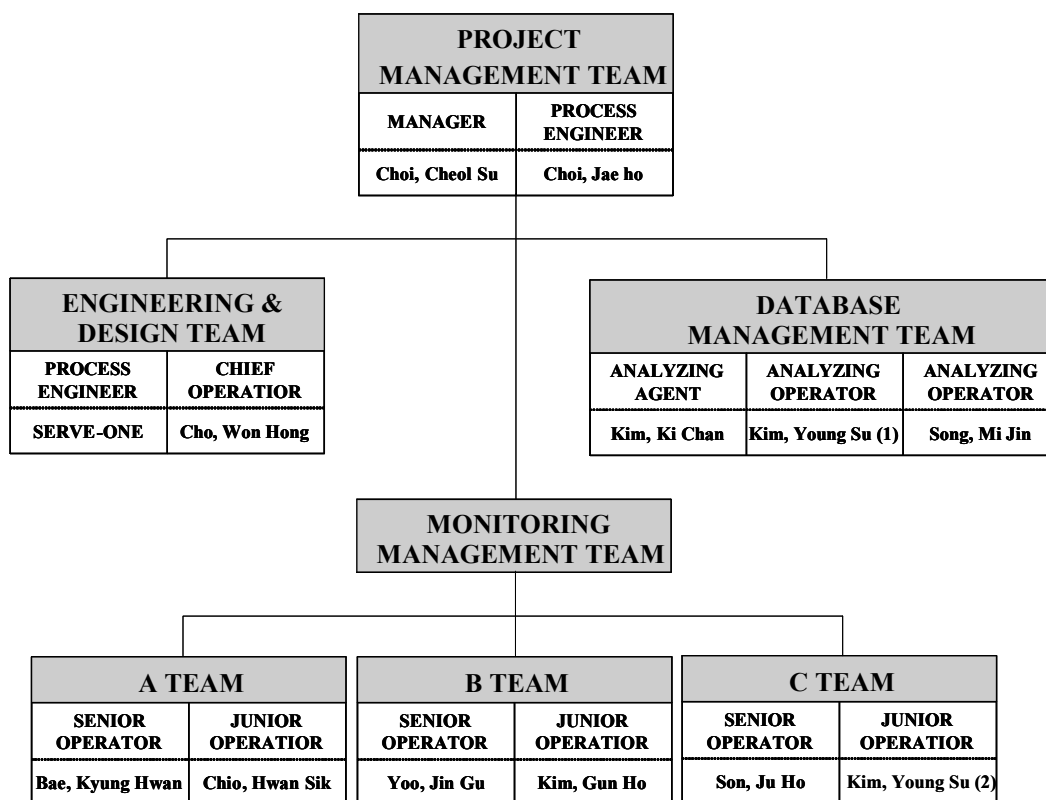 PROJECT
MANAGEMENT TEAM
MANAGER
PROCESS
ENGINEER
Choi, Cheol Su
Choi, Jae ho
ENGINEERING &
DESIGN TEAM
PROCESS
ENGINEER
CHIEF
OPERATIOR
SERVE-ONE
Cho, Won Hong
DATABASE
MANAGEMENT TEAM
ANALYZING
AGENT
ANALYZING
OPERATOR
ANALYZING
OPERATOR
Kim, Ki Chan
Kim, Young Su (1)
Song, Mi Jin
MONITORING
MANAGEMENT TEAM
A TEAM
SENIOR
OPERATOR
JUNIOR
OPERATIOR
Bae, Kyung Hwan
Chio, Hwan Sik
B TEAM
SENIOR
OPERATOR
JUNIOR
OPERATIOR
Yoo, Jin Gu
Kim, Gun Ho
C TEAM
SENIOR
OPERATOR
JUNIOR
OPERATIOR
Son, Ju Ho
Kim, Young Su (2)